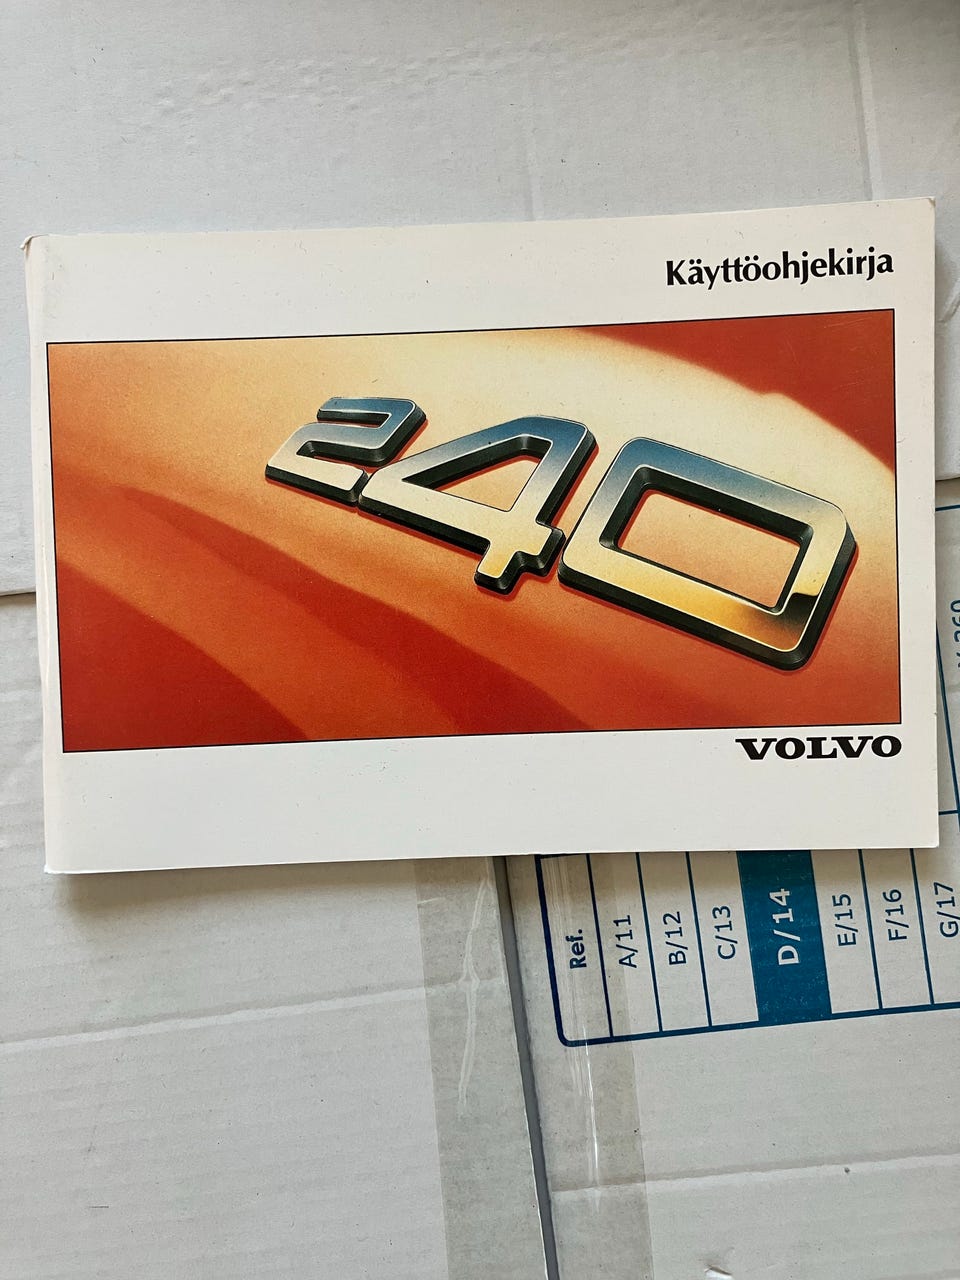 Käyttöohjekirja
240
VOLVO
Ref.
A/11
B/12
C/13
D/14
E/15
F/16
G/17